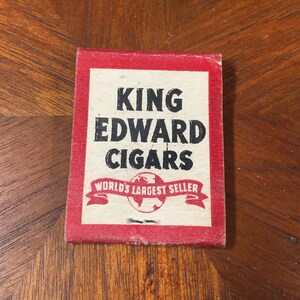 KING
EDWARD
CIGARS
WORLD'S LARGEST SELLER